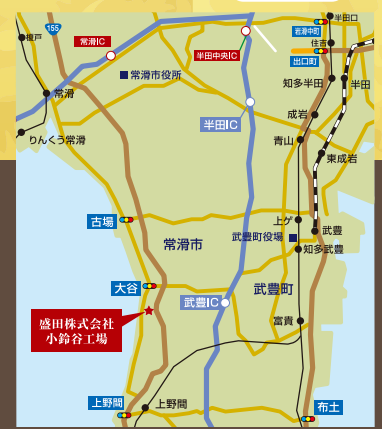 半田口
岩滑中町
155
榎戸
常滑IC
半田中央IC
住吉
出口町
常滑市役所
知多半田
半田
常滑
成岩
半田IC
りんくう常滑
青山
東成岩
古場
上ゲ
武豊
常滑市
武豊町役場
知多武豊
大谷
武豊町
武豊IC
盛田株式会社
小鈴谷工場
富貴
上野間
上野間
布土